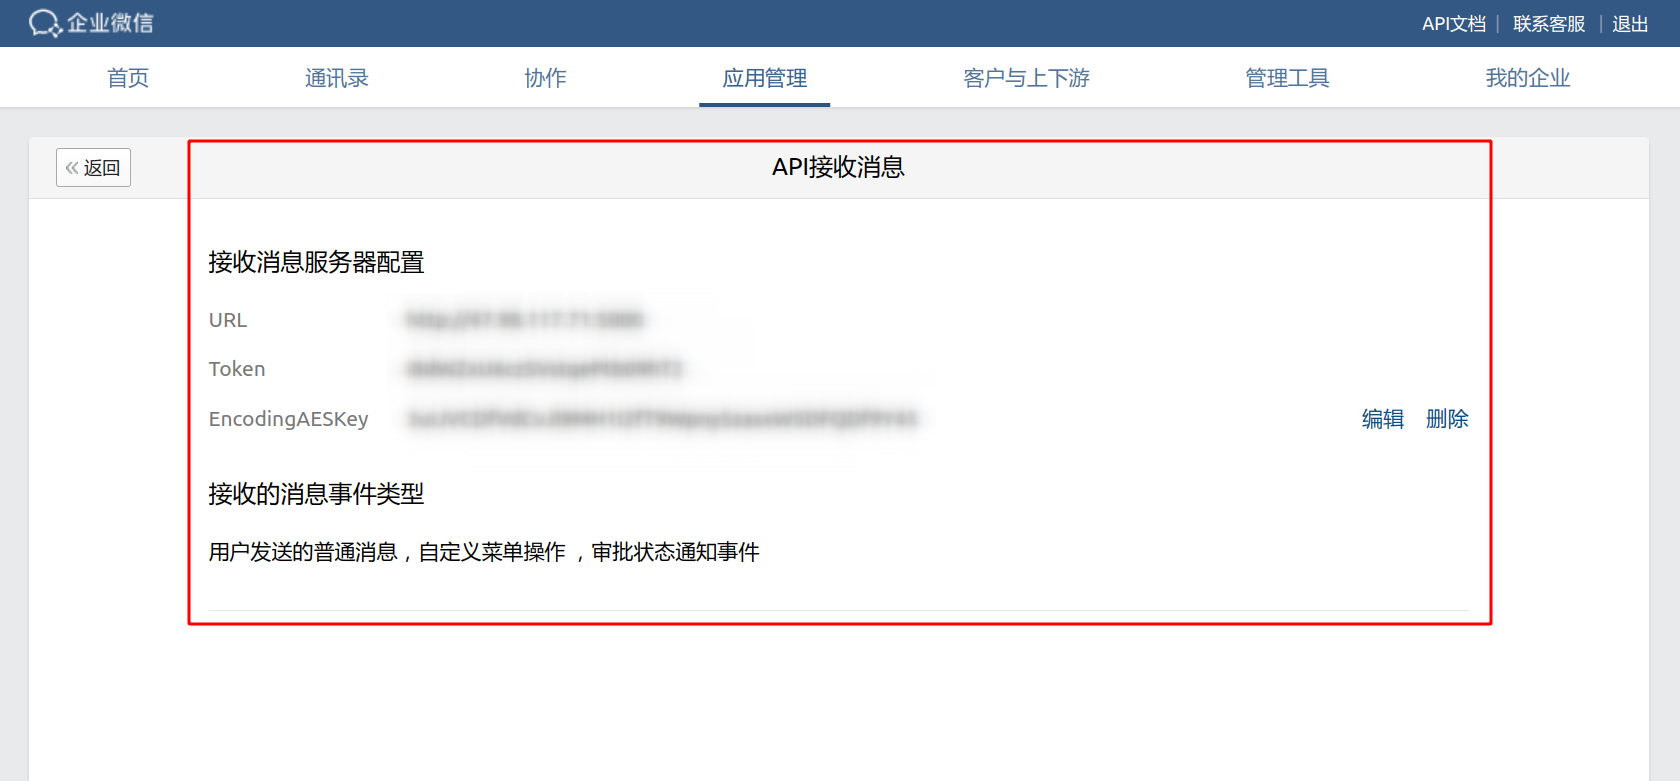 企业微信
API文档 | 联系客服 | 退出
首页 通讯录 协作 应用管理 客户与上下游 管理工具 我的企业
«返回
API接收消息
接收消息服务器配置
URL
Token
EncodingAESKey 编辑 删除
接收的消息事件类型
用户发送的普通消息，自定义菜单操作 ，审批状态通知事件